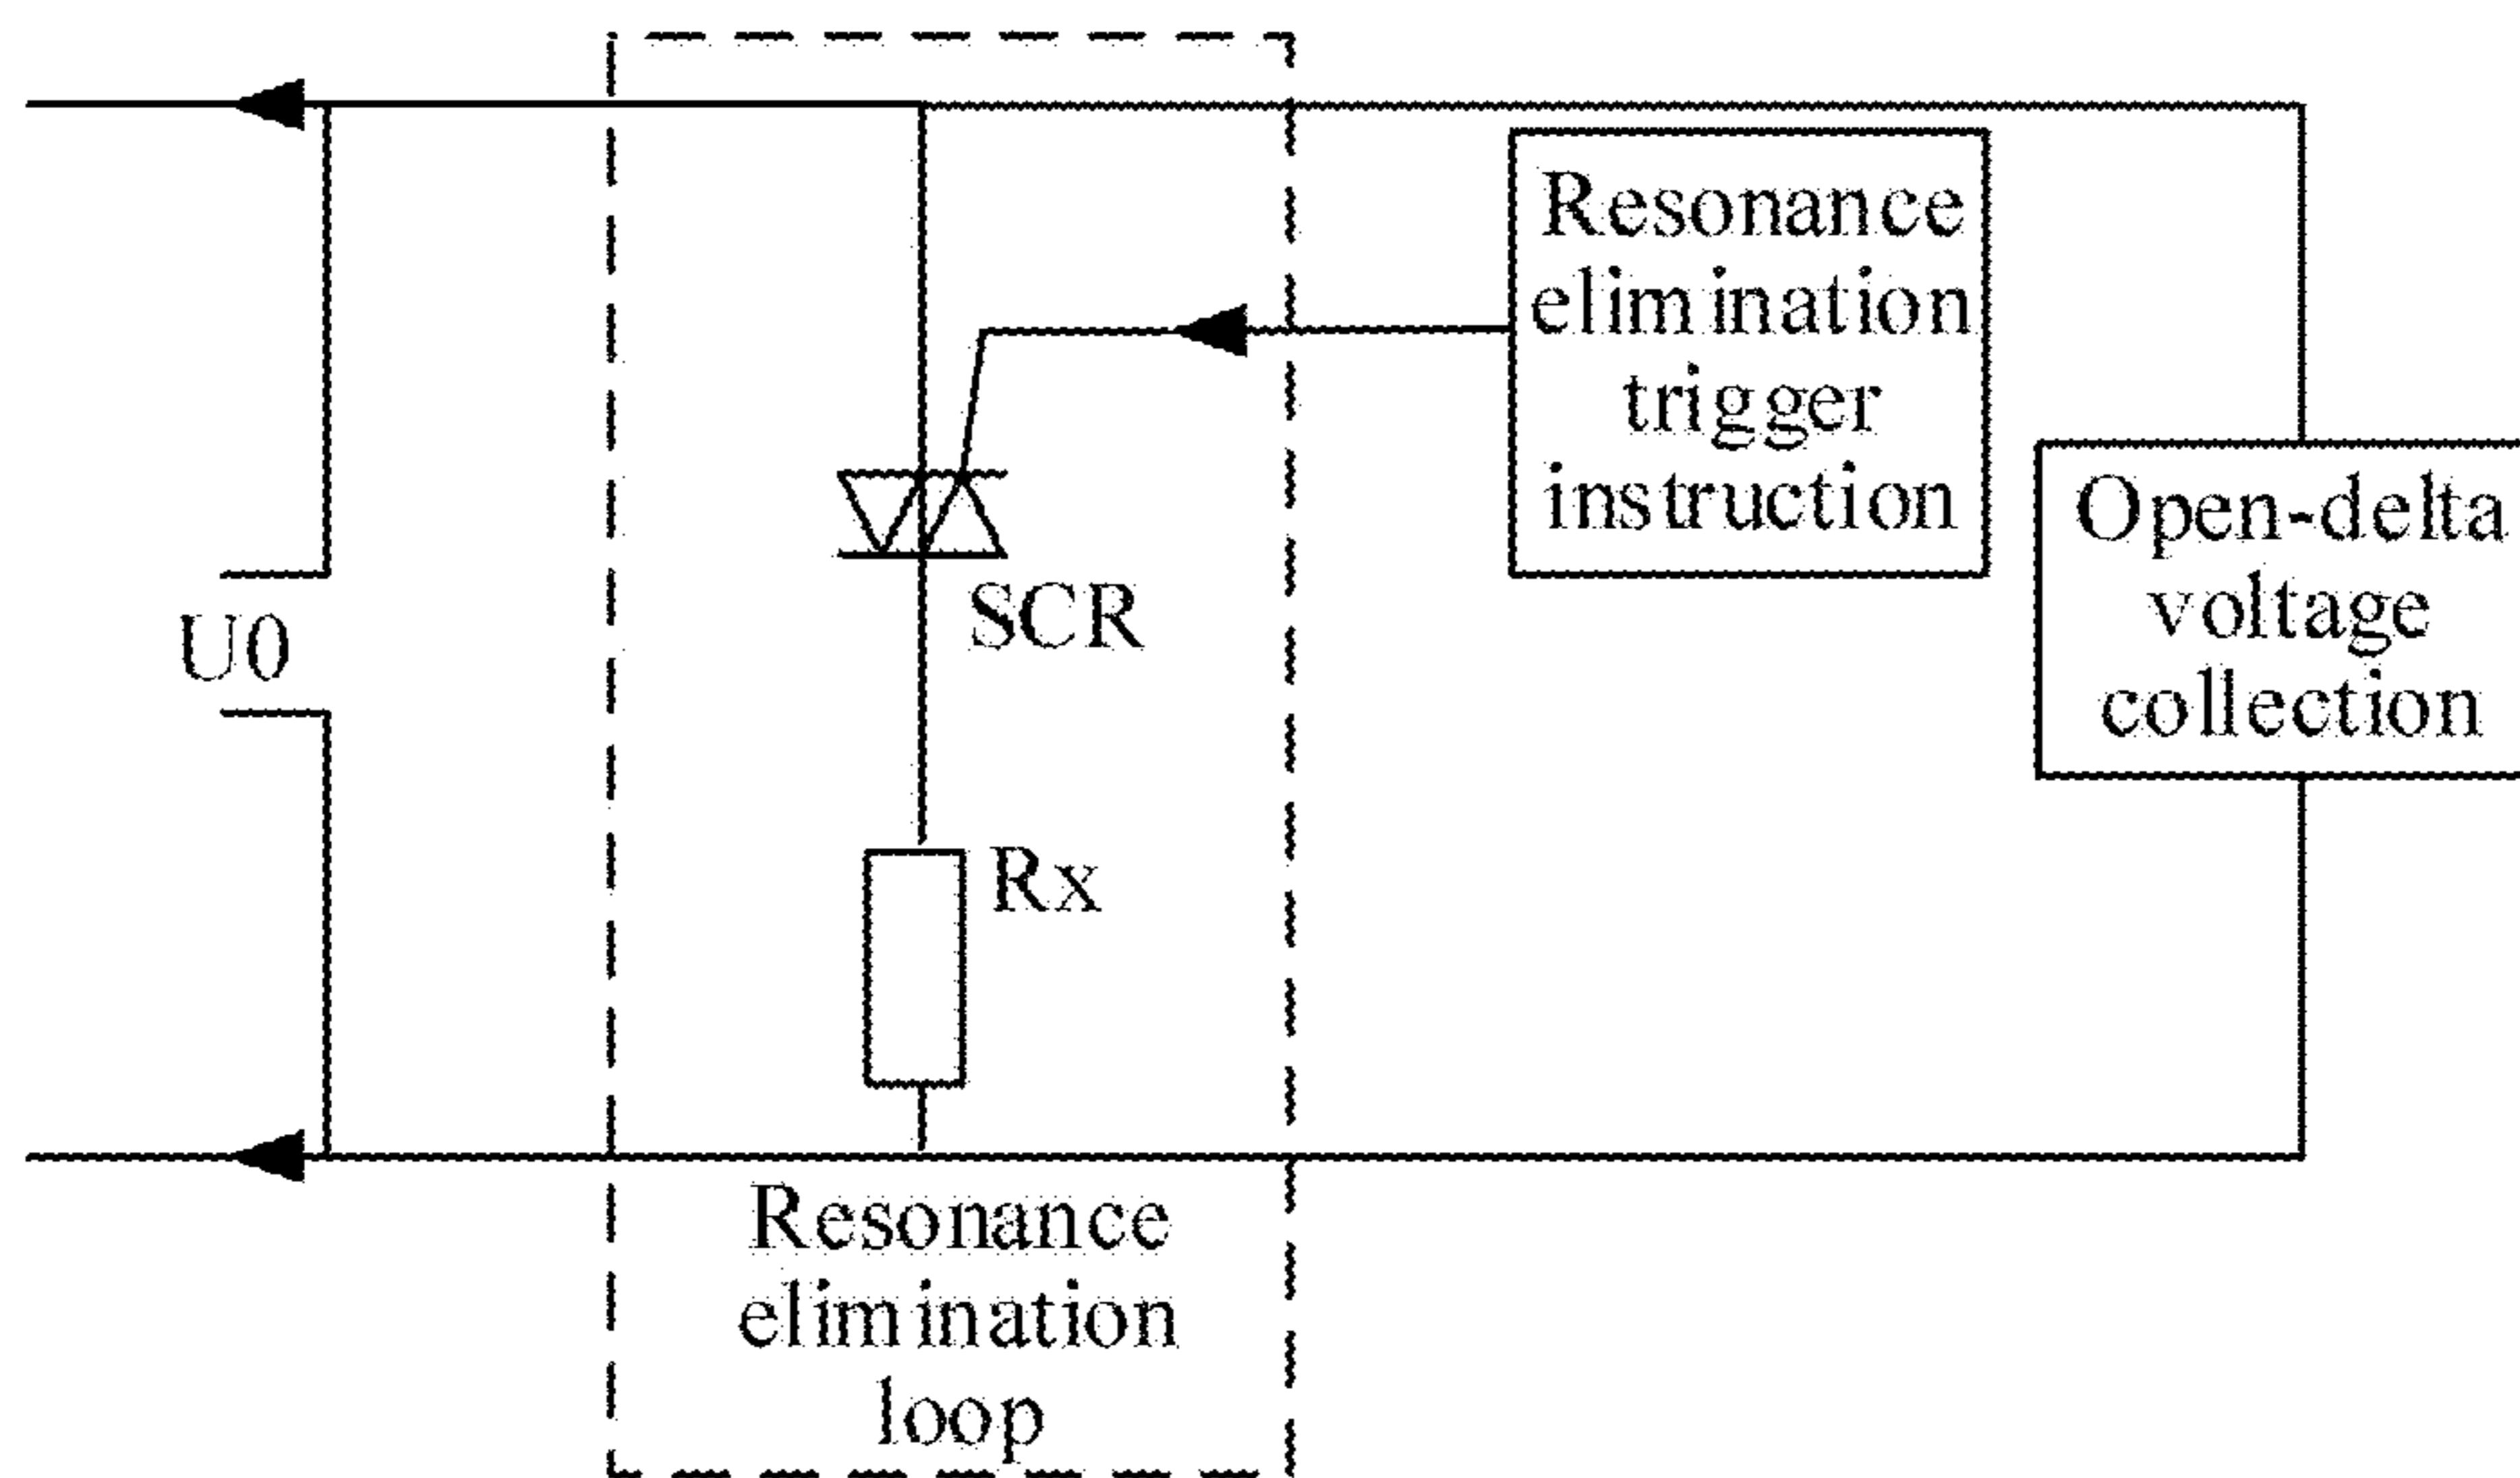 Resonance
elimination
trigger
instruction
Open-delta
voltage
collection
SCR
U0
Rx
Resonance
elimination
loop